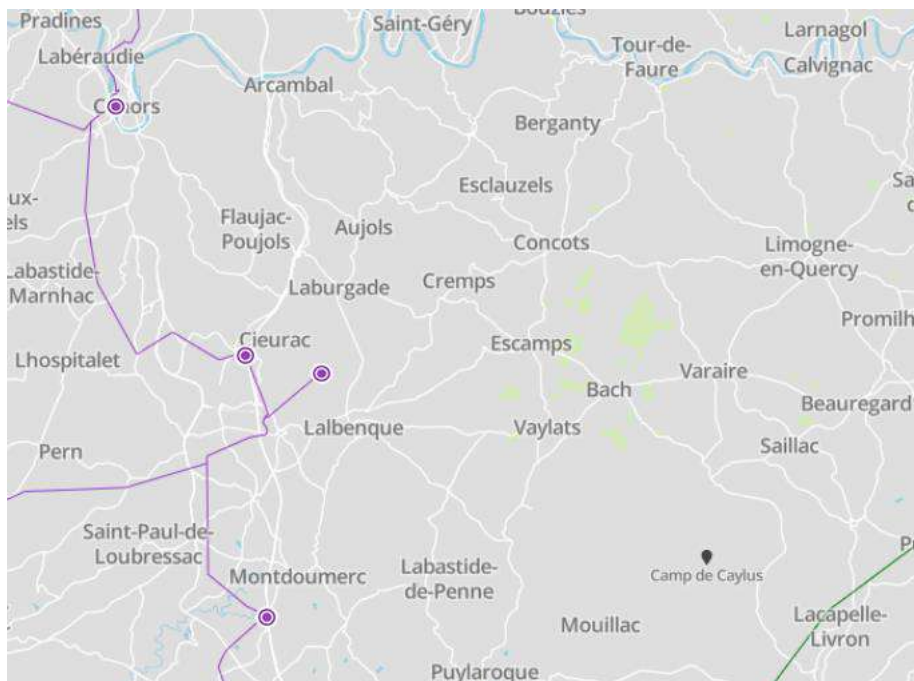 Pradines
Saint-Géry
Larnagol
Labéraudie
Tour-de-
Faure
Calvignac
Arcambal
Berganty
Esclauzels
Flaujac-
Poujols
Aujols
Concots
Limogne-
en-Quercy
Labastide-
Marnhac
Laburgade
Cremps
Cieurac
Escamps
Lhospitalet
Bach
Varaire
Beauregard
Lalbenque
Vaylats
Saillac
Pern
Saint-Paul-de-
Loubressac
Montdoumerc
Labastide-
de-Penne
Camp de Caylus
Mouillac
Lacapelle-
Livron
Puylaroque